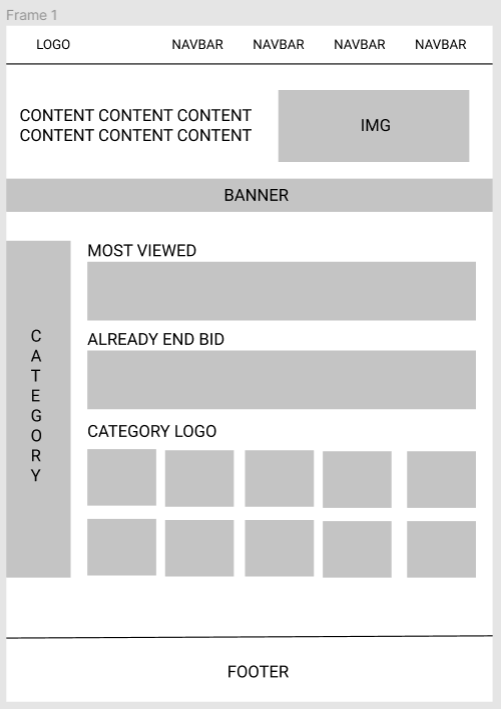 Frame 1
LOGO NAVBAR NAVBAR NAVBAR NAVBAR
CONTENT CONTENT CONTENT
CONTENT CONTENT CONTENT
IMG
BANNER
C
A
T
E
G
O
R
Y
MOST VIEWED
ALREADY END BID
CATEGORY LOGO
FOOTER